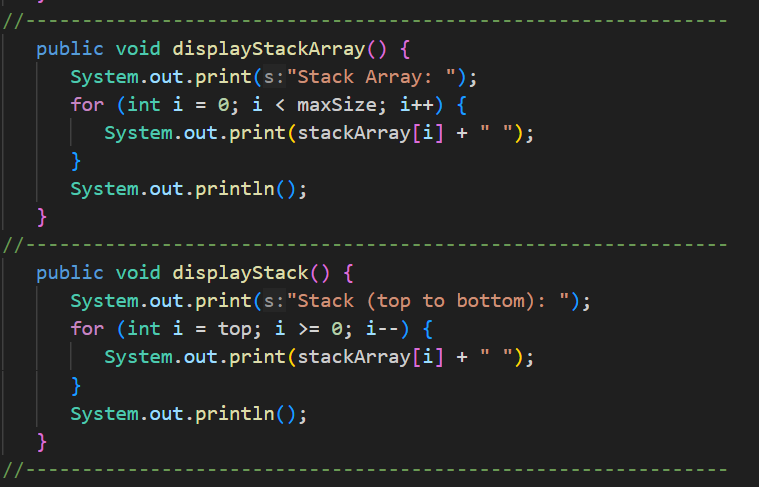 //--------------------------------------------------------------
public void displayStackArray() {
System.out.print(s:"Stack Array: ");
for (int i = 0; i < maxSize; i++) {
System.out.print(stackArray[i] + " ");
}
System.out.println();
}
//--------------------------------------------------------------
public void displayStack() {
System.out.print(s:"Stack (top to bottom): ");
for (int i = top; i >= 0; i--) {
System.out.print(stackArray[i] + " ");
}
System.out.println();
}
//--------------------------------------------------------------